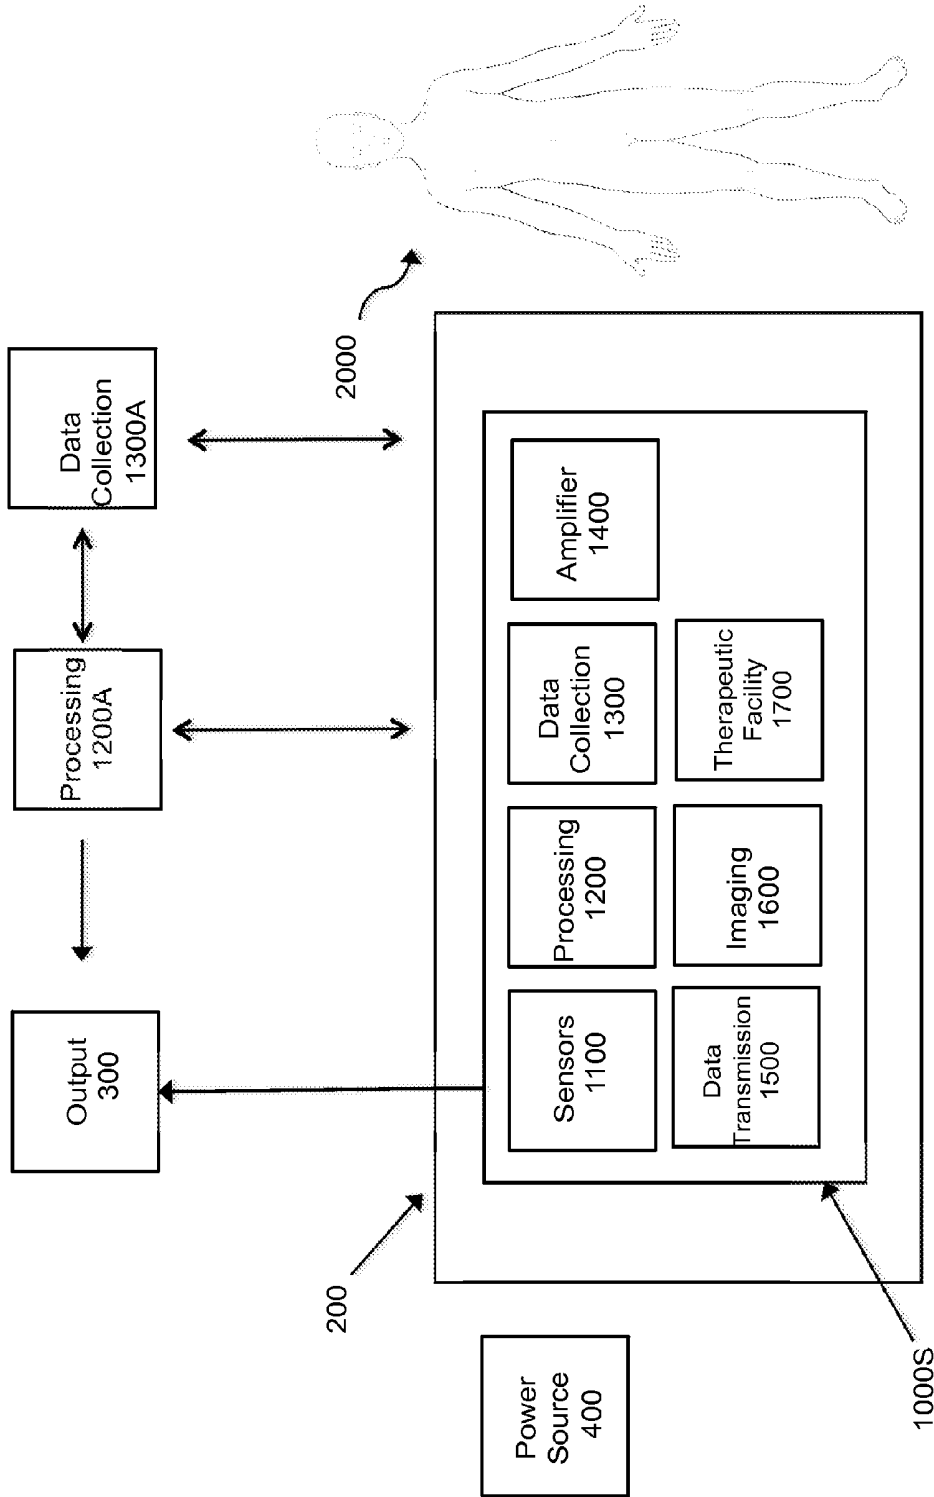 Output
300
Processing
1200A
Data
Collection
1300A
200
2000
Power
Source
400
Sensors
1100
Processing
1200
Data
Collection
1300
Amplifier
1400
Data
Transmission
1500
Imaging
1600
Therapeutic
Facility
1700
1000S